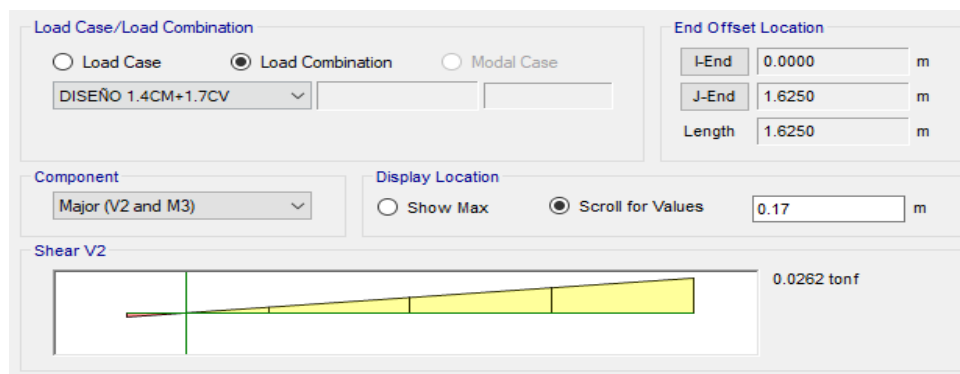 Load Case/Load Combination
Load Case Load Combination Modal Case
DISEÑO 1.4CM+1.7CV
End Offset Location
I-End 0.0000 m
J-End 1.6250 m
Length 1.6250 m
Component
Major (V2 and M3)
Display Location
Show Max Scroll for Values 0.17 m
Shear V2
0.0262 tonf